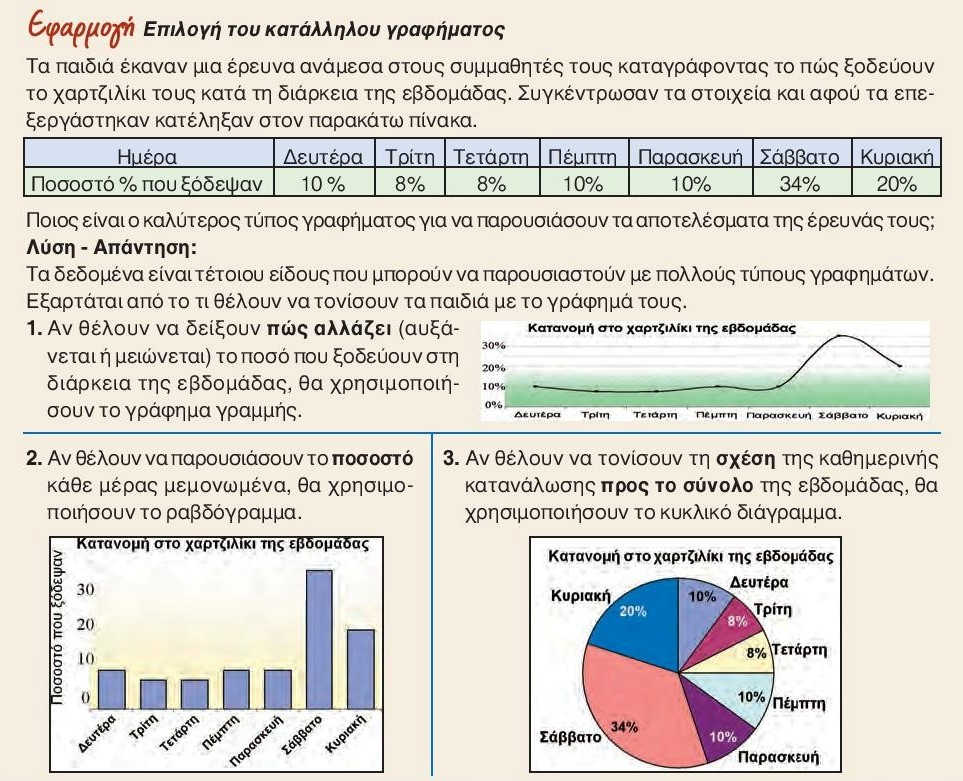 Εφαρμογή Επιλογή του κατάλληλου γραφήματος
Τα παιδιά έκαναν μια έρευνα ανάμεσα στους συμμαθητές τους καταγράφοντας το πώς ξοδεύουν
το χαρτζιλίκι τους κατά τη διάρκεια της εβδομάδας. Συγκέντρωσαν τα στοιχεία και αφού τα επε-
ξεργάστηκαν κατέληξαν στον παρακάτω πίνακα.
Ημέρα Δευτέρα Τρίτη Τετάρτη Πέμπτη Παρασκευή Σάββατο Κυριακή
Ποσοστό % που ξόδεψαν 10 % 8% 8% 10% 10% 34% 20%
Ποιος είναι ο καλύτερος τύπος γραφήματος για να παρουσιάσουν τα αποτελέσματα της έρευνάς τους;
Λύση - Απάντηση:
Τα δεδομένα είναι τέτοιου είδους που μπορούν να παρουσιαστούν με πολλούς τύπους γραφημάτων.
Εξαρτάται από το τι θέλουν να τονίσουν τα παιδιά με το γράφημά τους.
1. Αν θέλουν να δείξουν πώς αλλάζει (αυξά-
νεται ή μειώνεται) το ποσό που ξοδεύουν στη
διάρκεια της εβδομάδας, θα χρησιμοποιή-
σουν το γράφημα γραμμής.
Κατανομή στο χαρτζιλίκι της εβδομάδας
30%
20%
10%
0%
Δευτέρα Τρίτη Τετάρτη Πέμπτη Παρασκευή Σάββατο Κυριακή
2. Αν θέλουν να παρουσιάσουν το ποσοστό
κάθε μέρας μεμονωμένα, θα χρησιμο-
ποιήσουν το ραβδόγραμμα.
Κατανομή στο χαρτζιλίκι της εβδομάδας
Ποσοστό που ξόδεψαν
30
20
10
0
Δευτέρα Τρίτη Τετάρτη Πέμπτη Παρασκευή Σάββατο Κυριακή
3. Αν θέλουν να τονίσουν τη σχέση της καθημερινής
κατανάλωσης προς το σύνολο της εβδομάδας, θα
χρησιμοποιήσουν το κυκλικό διάγραμμα.
Κατανομή στο χαρτζιλίκι της εβδομάδας
Δευτέρα
10%
Τρίτη
8%
Τετάρτη
8%
Πέμπτη
10%
Παρασκευή
10%
Σάββατο
34%
Κυριακή
20%